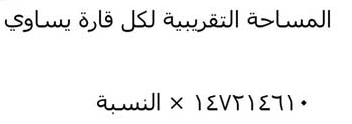 المساحة التقريبية لكل قارة يساوي
١٤٧٢١٤٦١٠ × النسبة